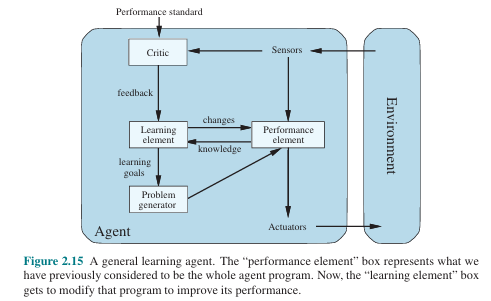 Performance standard
Critic
Sensors
feedback
changes
Learning
element
Performance
element
knowledge
learning
goals
Problem
generator
Agent
Actuators
Environment
Figure 2.15 A general learning agent. The “performance element” box represents what we
have previously considered to be the whole agent program. Now, the “learning element” box
gets to modify that program to improve its performance.